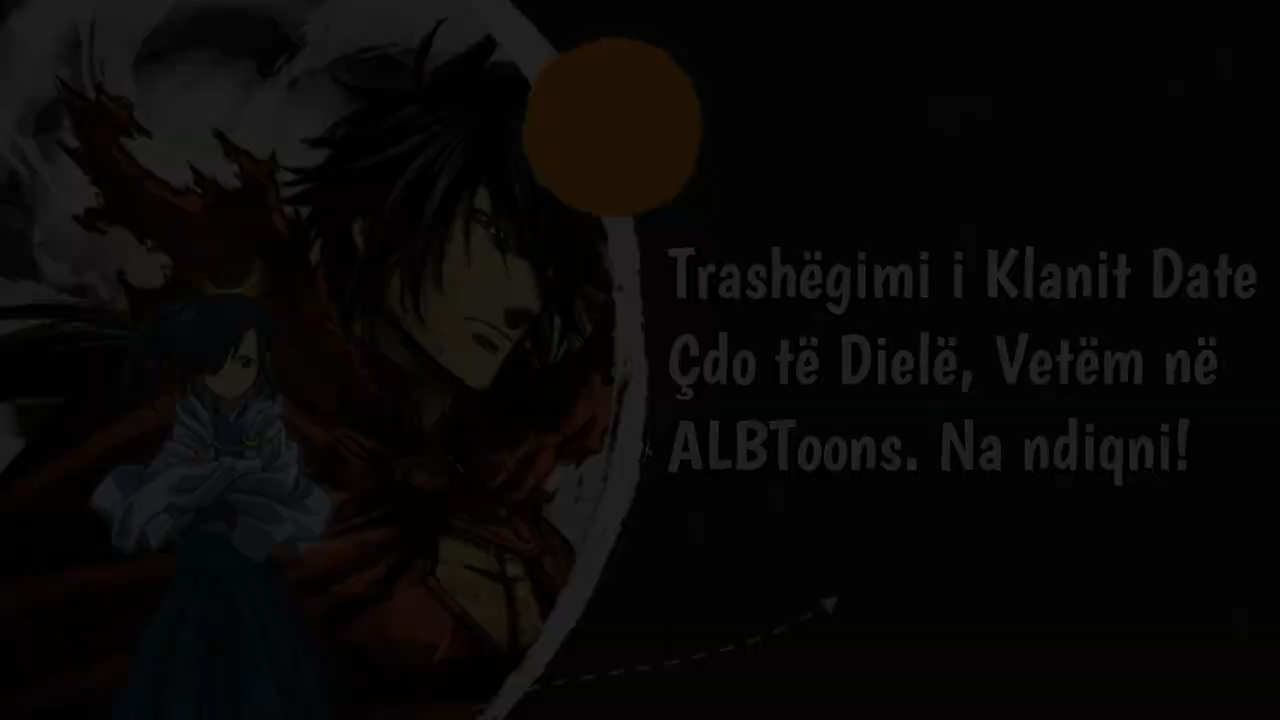 Trashëgimi i Klanit Date
Çdo të Dielë, Vetëm në
ALBToons. Na ndiqni!